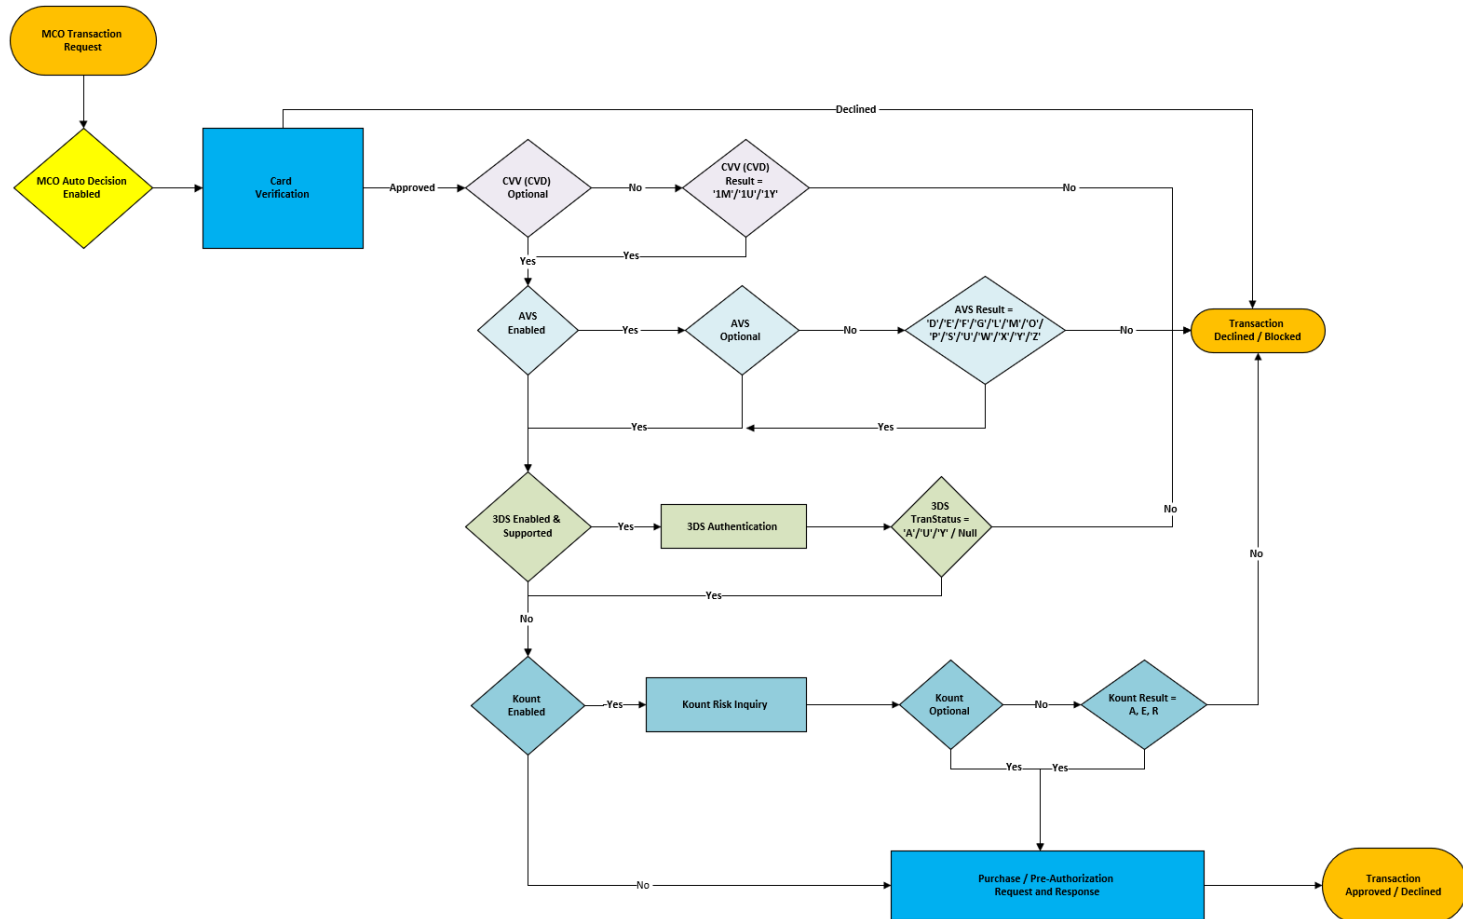 MCO Transaction
Request
Declined
MCO Auto Decision
Enabled
Card
Verification
Approved
CVV (CVD)
Optional
No
CVV (CVD)
Result =
'1M'/'1U'/'1Y'
No
Yes
Yes
AVS
Enabled
Yes
AVS
Optional
No
AVS Result =
'D'/'E'/'F'/'G'/'L'/'M'/'O'/
'P'/'S'/'U'/'W'/'X'/'Y'/'Z'
No
Transaction
Declined / Blocked
Yes
Yes
3DS Enabled &
Supported
Yes
3DS Authentication
3DS
TranStatus =
'A'/'U'/'Y' / Null
No
Yes
No
No
Kount
Enabled
Yes
Kount Risk Inquiry
Kount
Optional
No
Kount Result =
A, E, R
Yes
Yes
No
Purchase / Pre-Authorization
Request and Response
Transaction
Approved / Declined